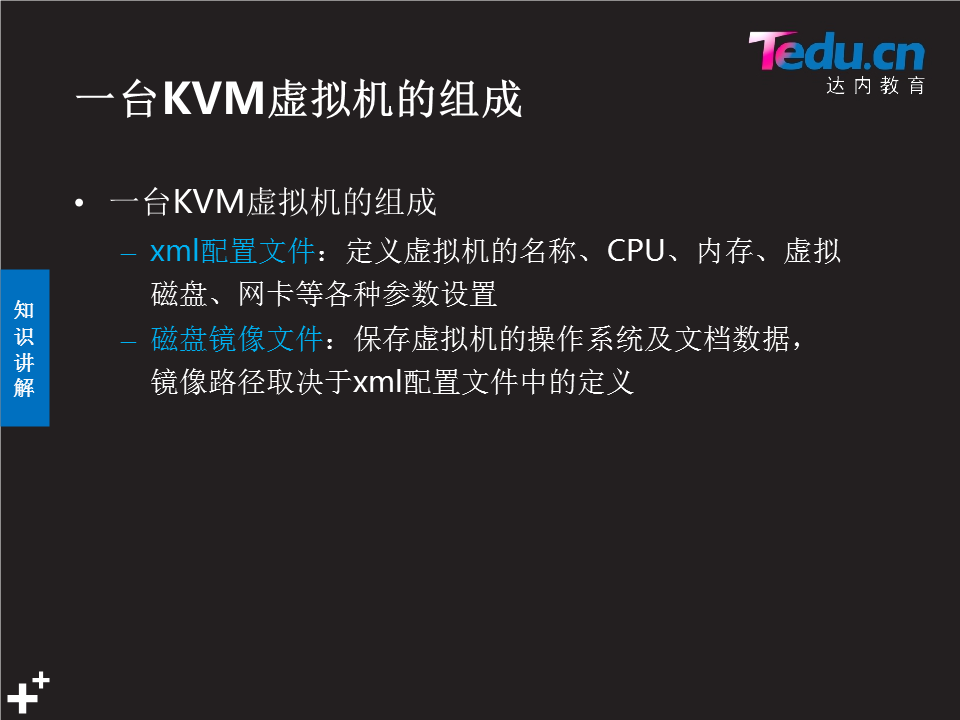 Tedu.cn
达内教育
一台KVM虚拟机的组成
• 一台KVM虚拟机的组成
– xml配置文件：定义虚拟机的名称、CPU、内存、虚拟
磁盘、网卡等各种参数设置
– 磁盘镜像文件：保存虚拟机的操作系统及文档数据，
镜像路径取决于xml配置文件中的定义
知
识
讲
解